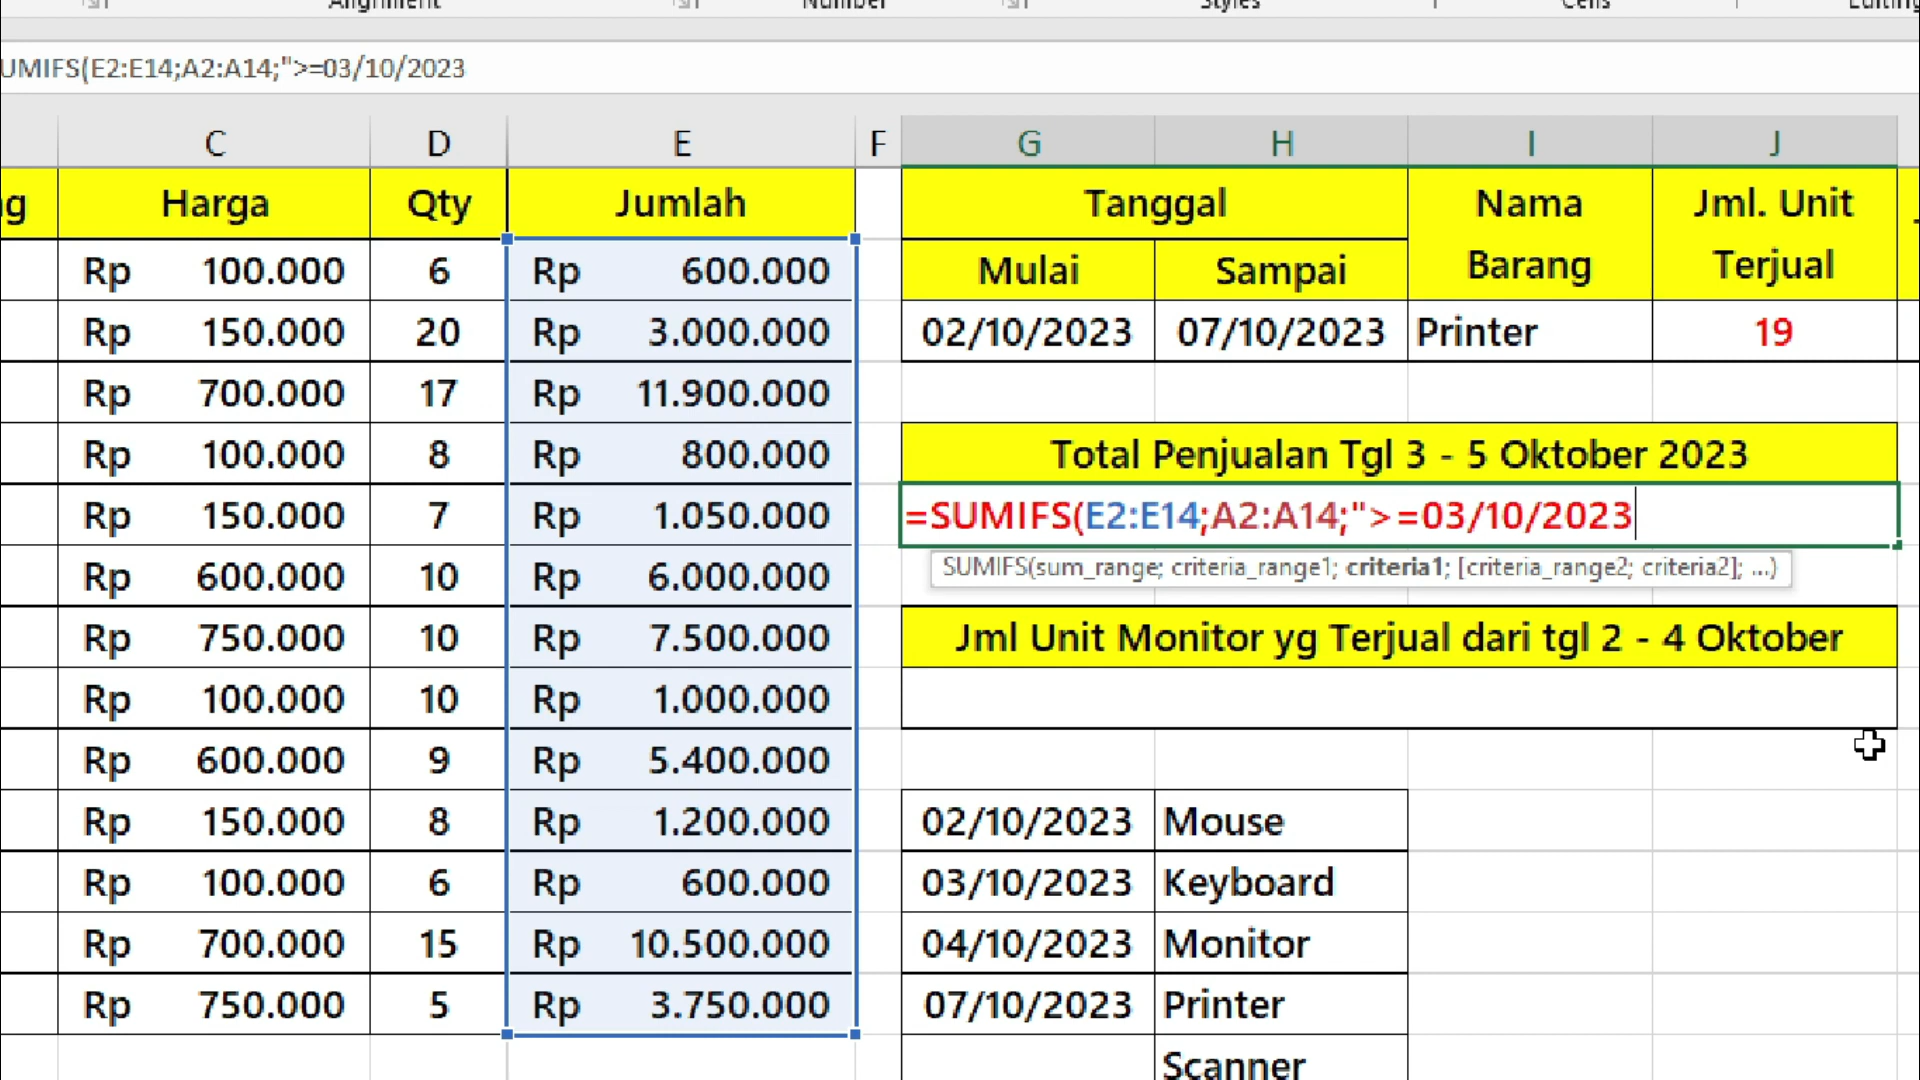 Alignment Number Styles Cells Editing
UMIFS(E2:E14;A2:A14;">=03/10/2023
C D E F G H I J
ng Harga Qty Jumlah Tanggal Nama Barang Jml. Unit Terjual
Mulai Sampai
Rp 100.000 6 Rp 600.000
Rp 150.000 20 Rp 3.000.000 02/10/2023 07/10/2023 Printer 19
Rp 700.000 17 Rp 11.900.000
Rp 100.000 8 Rp 800.000 Total Penjualan Tgl 3 - 5 Oktober 2023
Rp 150.000 7 Rp 1.050.000 =SUMIFS(E2:E14;A2:A14;">=03/10/2023
SUMIFS(sum_range; criteria_range1; criteria1; [criteria_range2; criteria2]; ...)
Rp 600.000 10 Rp 6.000.000
Rp 750.000 10 Rp 7.500.000 Jml Unit Monitor yg Terjual dari tgl 2 - 4 Oktober
Rp 100.000 10 Rp 1.000.000
Rp 600.000 9 Rp 5.400.000
Rp 150.000 8 Rp 1.200.000 02/10/2023 Mouse
Rp 100.000 6 Rp 600.000 03/10/2023 Keyboard
Rp 700.000 15 Rp 10.500.000 04/10/2023 Monitor
Rp 750.000 5 Rp 3.750.000 07/10/2023 Printer
Scanner